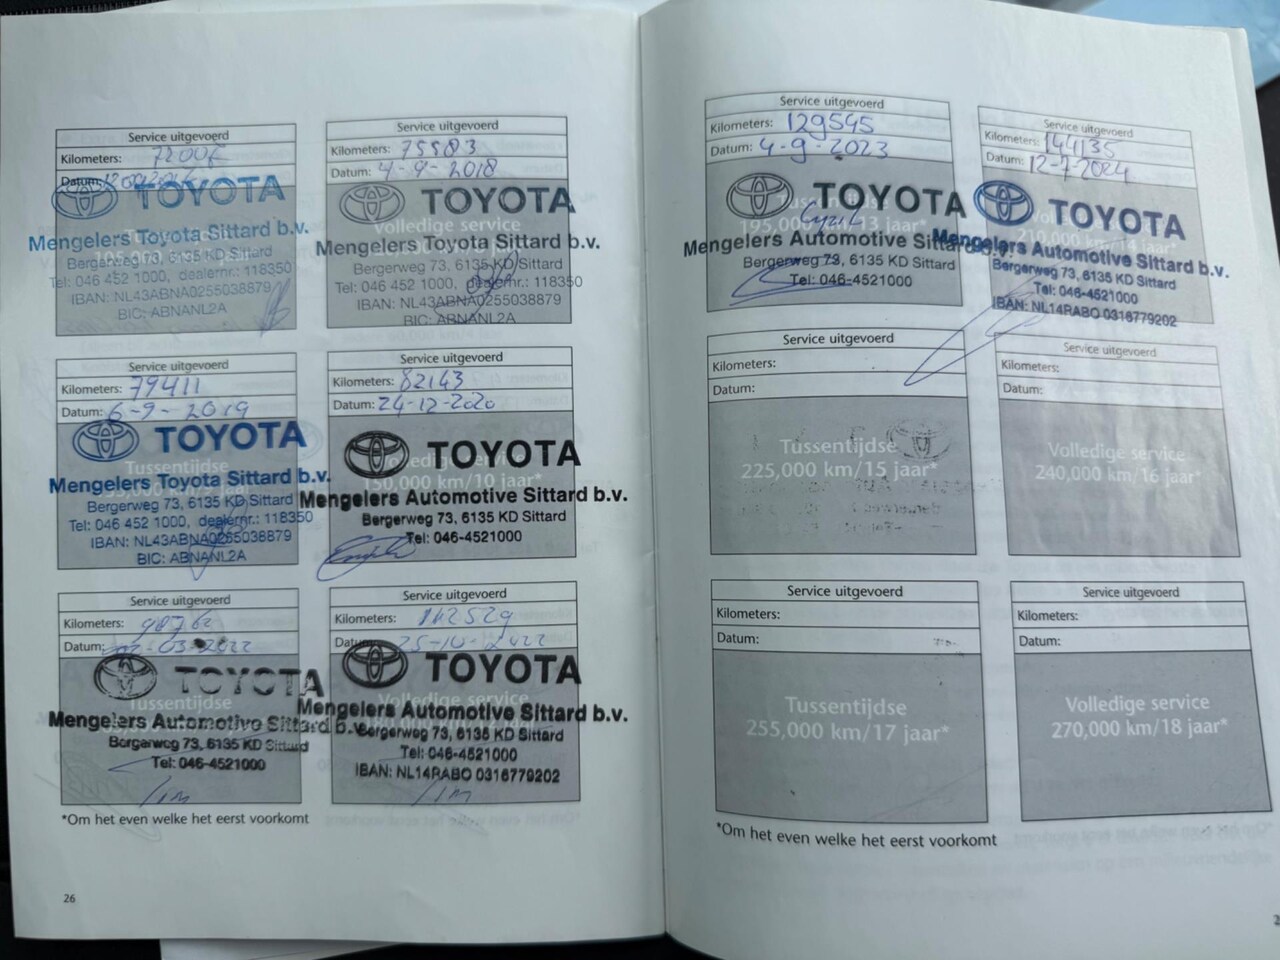 Service uitgevoerd
Kilometers:
Datum:
TOYOTA
Mengelers Toyota Sittard b.v.
Bergerweg 73, 6135 KD Sittard
Tel: 046 452 1000, dealernr.: 118350
IBAN: NL43ABNA0255038879
BIC: ABNANL2A
Service uitgevoerd
Kilometers: 75583
Datum: 4-9-2018
TOYOTA
Volledige service
Mengelers Toyota Sittard b.v.
Bergerweg 73, 6135 KD Sittard
Tel: 046 452 1000, dealernr.: 118350
IBAN: NL43ABNA0255038879
BIC: ABNANL2A
Service uitgevoerd
Kilometers: 79411
Datum: 6-9-2019
TOYOTA
Tussentijdse
Mengelers Toyota Sittard b.v.
Bergerweg 73, 6135 KD Sittard
Tel: 046 452 1000, dealernr.: 118350
IBAN: NL43ABNA0255038879
BIC: ABNANL2A
Service uitgevoerd
Kilometers: 82143
Datum: 24-12-2020
TOYOTA
Volledige service
Mengelers Automotive Sittard b.v.
Bergerweg 73, 6135 KD Sittard
Tel: 046-4521000
Service uitgevoerd
Kilometers: 98762
Datum: -03-2022
TOYOTA
Tussentijdse
Mengelers Automotive Sittard b.v.
Bergerweg 73, 6135 KD Sittard
Tel: 046-4521000
Tim
Service uitgevoerd
Kilometers: 112529
Datum: 25-10-2022
TOYOTA
Volledige service
Mengelers Automotive Sittard b.v.
Bergerweg 73, 6135 KD Sittard
Tel: 046-4521000
IBAN: NL14RABO 0316779202
Tim
*Om het even welke het eerst voorkomt
26
Service uitgevoerd
Kilometers: 129545
Datum: 4-9-2023
TOYOTA
Tussentijdse
195,000 km/13 jaar*
Mengelers Automotive Sittard b.v.
Bergerweg 73, 6135 KD Sittard
Tel: 046-4521000
Service uitgevoerd
Kilometers: 144135
Datum: 12-7-2024
TOYOTA
210,000 km/14 jaar*
Mengelers Automotive Sittard b.v.
Bergerweg 73, 6135 KD Sittard
Tel: 046-4521000
IBAN: NL14RABO 0316779202
Service uitgevoerd
Kilometers:
Datum:
Tussentijdse
225,000 km/15 jaar*
Service uitgevoerd
Kilometers:
Datum:
Volledige service
240,000 km/16 jaar*
Service uitgevoerd
Kilometers:
Datum:
Tussentijdse
255,000 km/17 jaar*
Service uitgevoerd
Kilometers:
Datum:
Volledige service
270,000 km/18 jaar*
*Om het even welke het eerst voorkomt